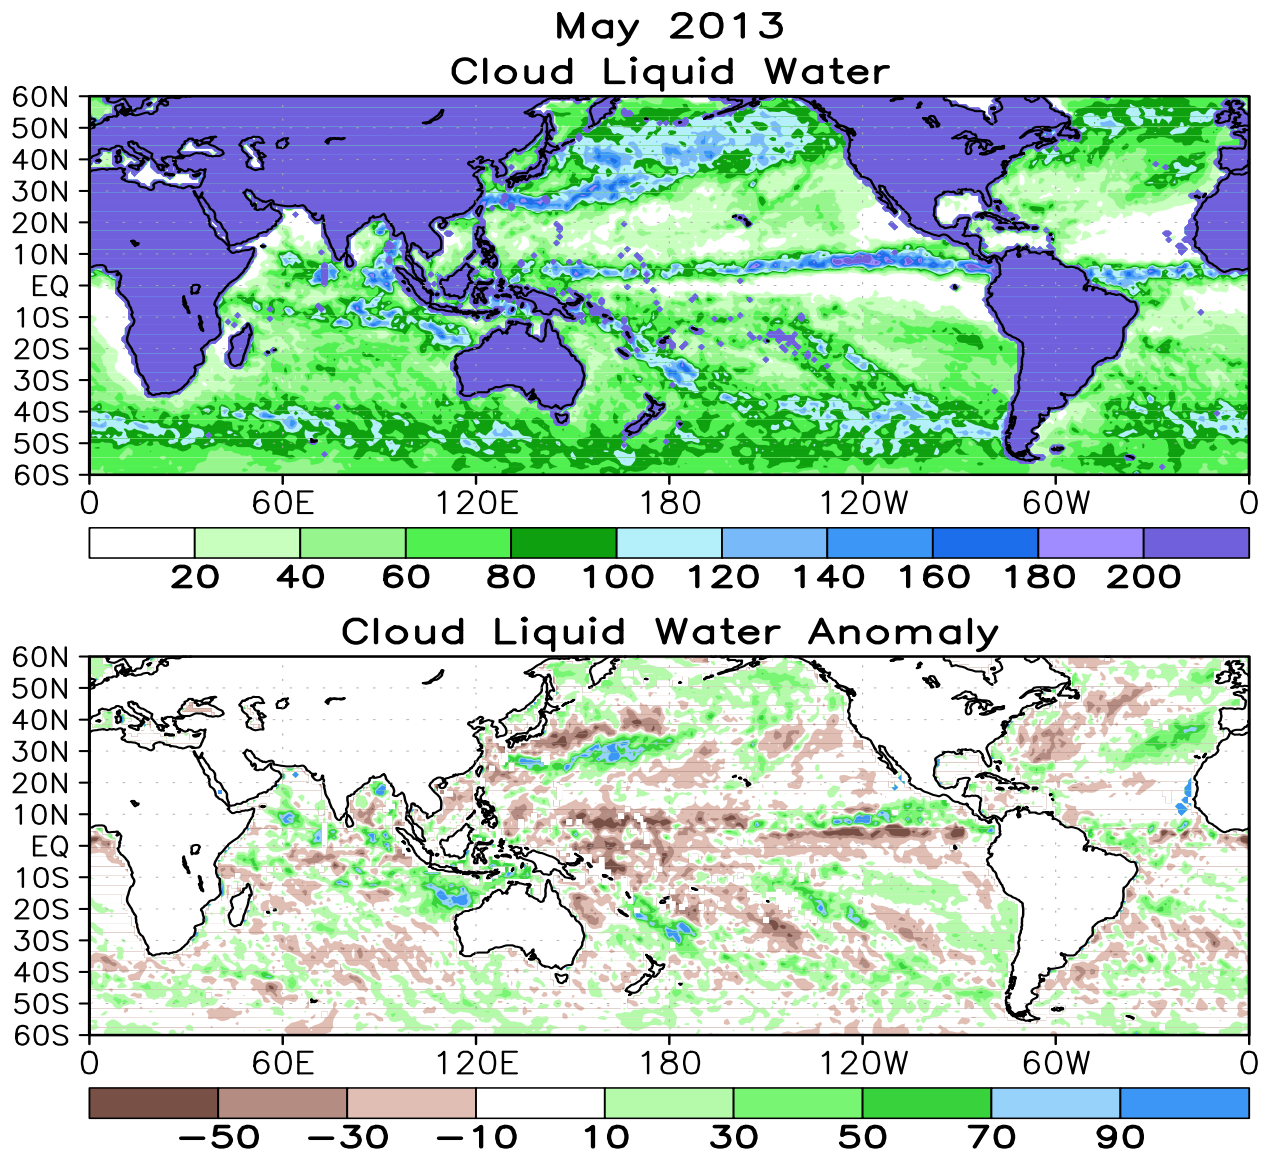 May 2013
Cloud Liquid Water
60N
50N
40N
30N
20N
10N
EQ
10S
20S
30S
40S
50S
60S
0 60E 120E 180 120W 60W 0
20 40 60 80 100 120 140 160 180 200
Cloud Liquid Water Anomaly
60N
50N
40N
30N
20N
10N
EQ
10S
20S
30S
40S
50S
60S
0 60E 120E 180 120W 60W 0
−50 −30 −10 10 30 50 70 90